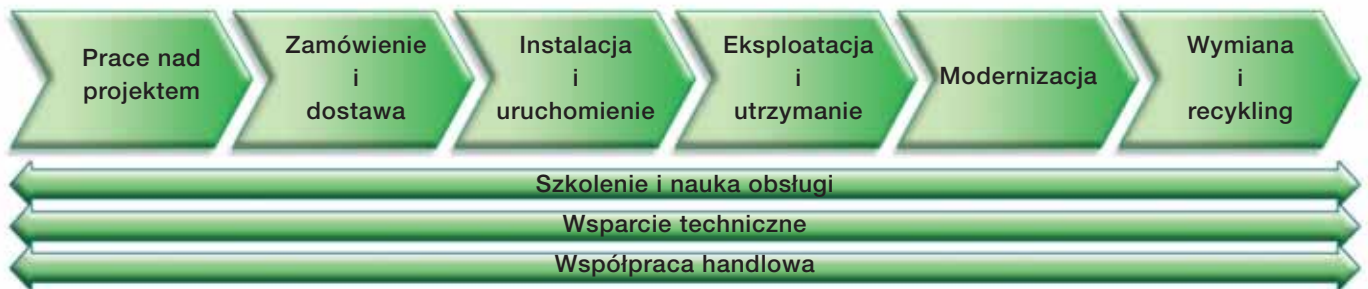 Prace nad
projektem
Zamówienie
i
dostawa
Instalacja
i
uruchomienie
Eksploatacja
i
utrzymanie
Modernizacja
Wymiana
i
recykling
Szkolenie i nauka obsługi
Wsparcie techniczne
Współpraca handlowa